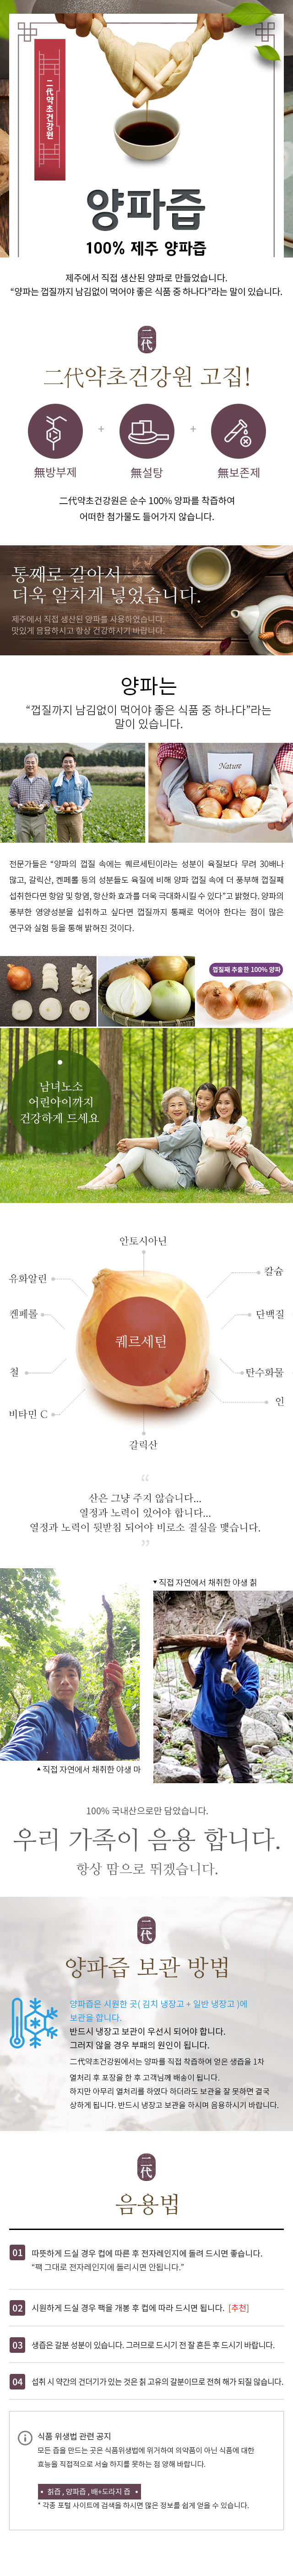 二代약초건강원
양파즙
100% 제주 양파즙
제주에서 직접 생산된 양파로 만들었습니다.
“양파는 껍질까지 남김없이 먹어야 좋은 식품 중 하나다”라는 말이 있습니다.
二代
二代약초건강원 고집!
+
+
無방부제
無설탕
無보존제
二代약초건강원은 순수 100% 양파를 착즙하여
어떠한 첨가물도 들어가지 않습니다.
통째로 갈아서
더욱 알차게 넣었습니다.
제주에서 직접 생산된 양파를 사용하였습니다.
맛있게 음용하시고 항상 건강하시기 바랍니다.
양파는
“껍질까지 남김없이 먹어야 좋은 식품 중 하나다”라는
말이 있습니다.
Nature
전문가들은 “양파의 껍질 속에는 퀘르세틴이라는 성분이 육질보다 무려 30배나
많고, 갈릭산, 켄페롤 등의 성분들도 육질에 비해 양파 껍질 속에 더 풍부해 껍질째
섭취한다면 항암 및 항염, 항산화 효과를 더욱 극대화시킬 수 있다”고 밝혔다. 양파의
풍부한 영양성분을 섭취하고 싶다면 껍질까지 통째로 먹어야 한다는 점이 많은
연구와 실험 등을 통해 밝혀진 것이다.
껍질째 추출한 100% 양파
남녀노소
어린아이까지
건강하게 드세요
안토시아닌
유화알린
칼슘
켄페롤
단백질
퀘르세틴
철
탄수화물
비타민 C
인
갈릭산
“
산은 그냥 주지 않습니다...
열정과 노력이 있어야 합니다...
열정과 노력이 뒷받침 되어야 비로소 결실을 맺습니다.
”
▼ 직접 자연에서 채취한 야생 칡
▲ 직접 자연에서 채취한 야생 마
100% 국내산으로만 담았습니다.
우리 가족이 음용 합니다.
항상 땀으로 뛰겠습니다.
二代
양파즙 보관 방법
양파즙은 시원한 곳( 김치 냉장고 + 일반 냉장고 )에
보관을 합니다.
반드시 냉장고 보관이 우선시 되어야 합니다.
그러지 않을 경우 부패의 원인이 됩니다.
二代약초건강원에서는 양파를 직접 착즙하여 얻은 생즙을 1차
열처리 후 포장을 한 후 고객님께 배송이 됩니다.
하지만 아무리 열처리를 하였다 하더라도 보관을 잘 못하면 결국
상하게 됩니다. 반드시 냉장고 보관을 하시며 음용하시기 바랍니다.
二代
음용법
01 따뜻하게 드실 경우 컵에 따른 후 전자레인지에 돌려 드시면 좋습니다.
“팩 그대로 전자레인지에 돌리시면 안됩니다.”
02 시원하게 드실 경우 팩을 개봉 후 컵에 따라 드시면 됩니다. [추천]
03 생즙은 갈분 성분이 있습니다. 그러므로 드시기 전 잘 흔든 후 드시기 바랍니다.
04 섭취 시 약간의 건더기가 있는 것은 칡 고유의 갈분이므로 전혀 해가 되질 않습니다.
식품 위생법 관련 공지
모든 즙을 만드는 곳은 식품위생법에 위거하여 의약품이 아닌 식품에 대한
효능을 직접적으로 서술 하지를 못하는 점 양해 바랍니다.
• 칡즙 , 양파즙 , 배+도라지 즙 •
* 각종 포털 사이트에 검색을 하시면 많은 정보를 쉽게 얻을 수 있습니다.